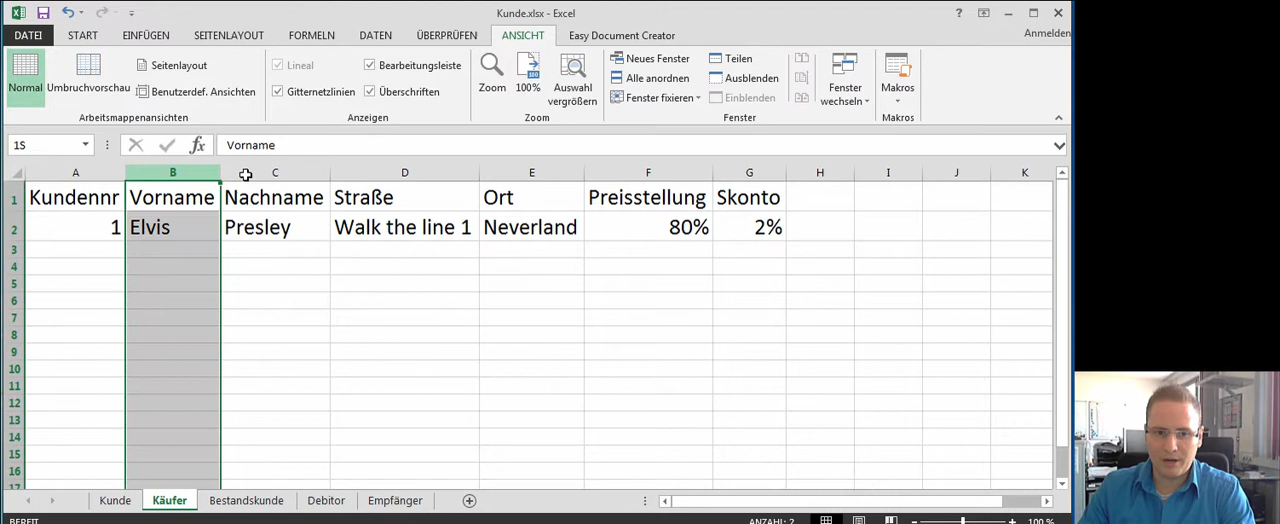 Kunde.xlsx - Excel
?
DATEI START EINFÜGEN SEITENLAYOUT FORMELN DATEN ÜBERPRÜFEN ANSICHT Easy Document Creator Anmelden
Normal
Umbruchvorschau
Seitenlayout
Benutzerdef. Ansichten
Arbeitsmappenansichten
Lineal
Bearbeitungsleiste
Gitternetzlinien
Überschriften
Anzeigen
Zoom
100%
Auswahl
vergrößern
Zoom
Neues Fenster
Alle anordnen
Fenster fixieren
Teilen
Ausblenden
Einblenden
Fenster
wechseln
Fenster
Makros
Makros
1S fx Vorname
A B C D E F G H I J K
1 Kundennr Vorname Nachname Straße Ort Preisstellung Skonto
2 1 Elvis Presley Walk the line 1 Neverland 80% 2%
3
4
5
6
7
8
9
10
11
12
13
14
15
16
17
Kunde Käufer Bestandskunde Debitor Empfänger
BEREIT ANZAHL: 2 100 %